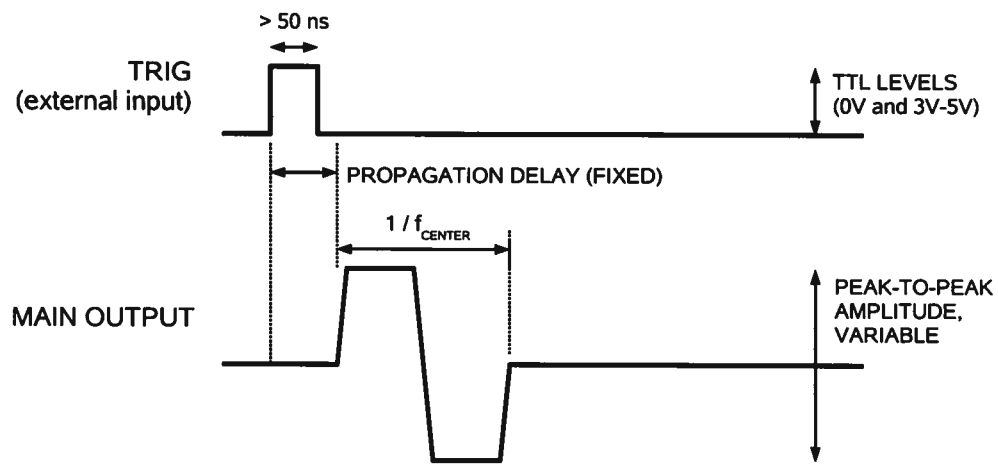 > 50 ns
TRIG
(external input)
TTL LEVELS
(0V and 3V-5V)
PROPAGATION DELAY (FIXED)
1 / fCENTER
MAIN OUTPUT
PEAK-TO-PEAK
AMPLITUDE,
VARIABLE